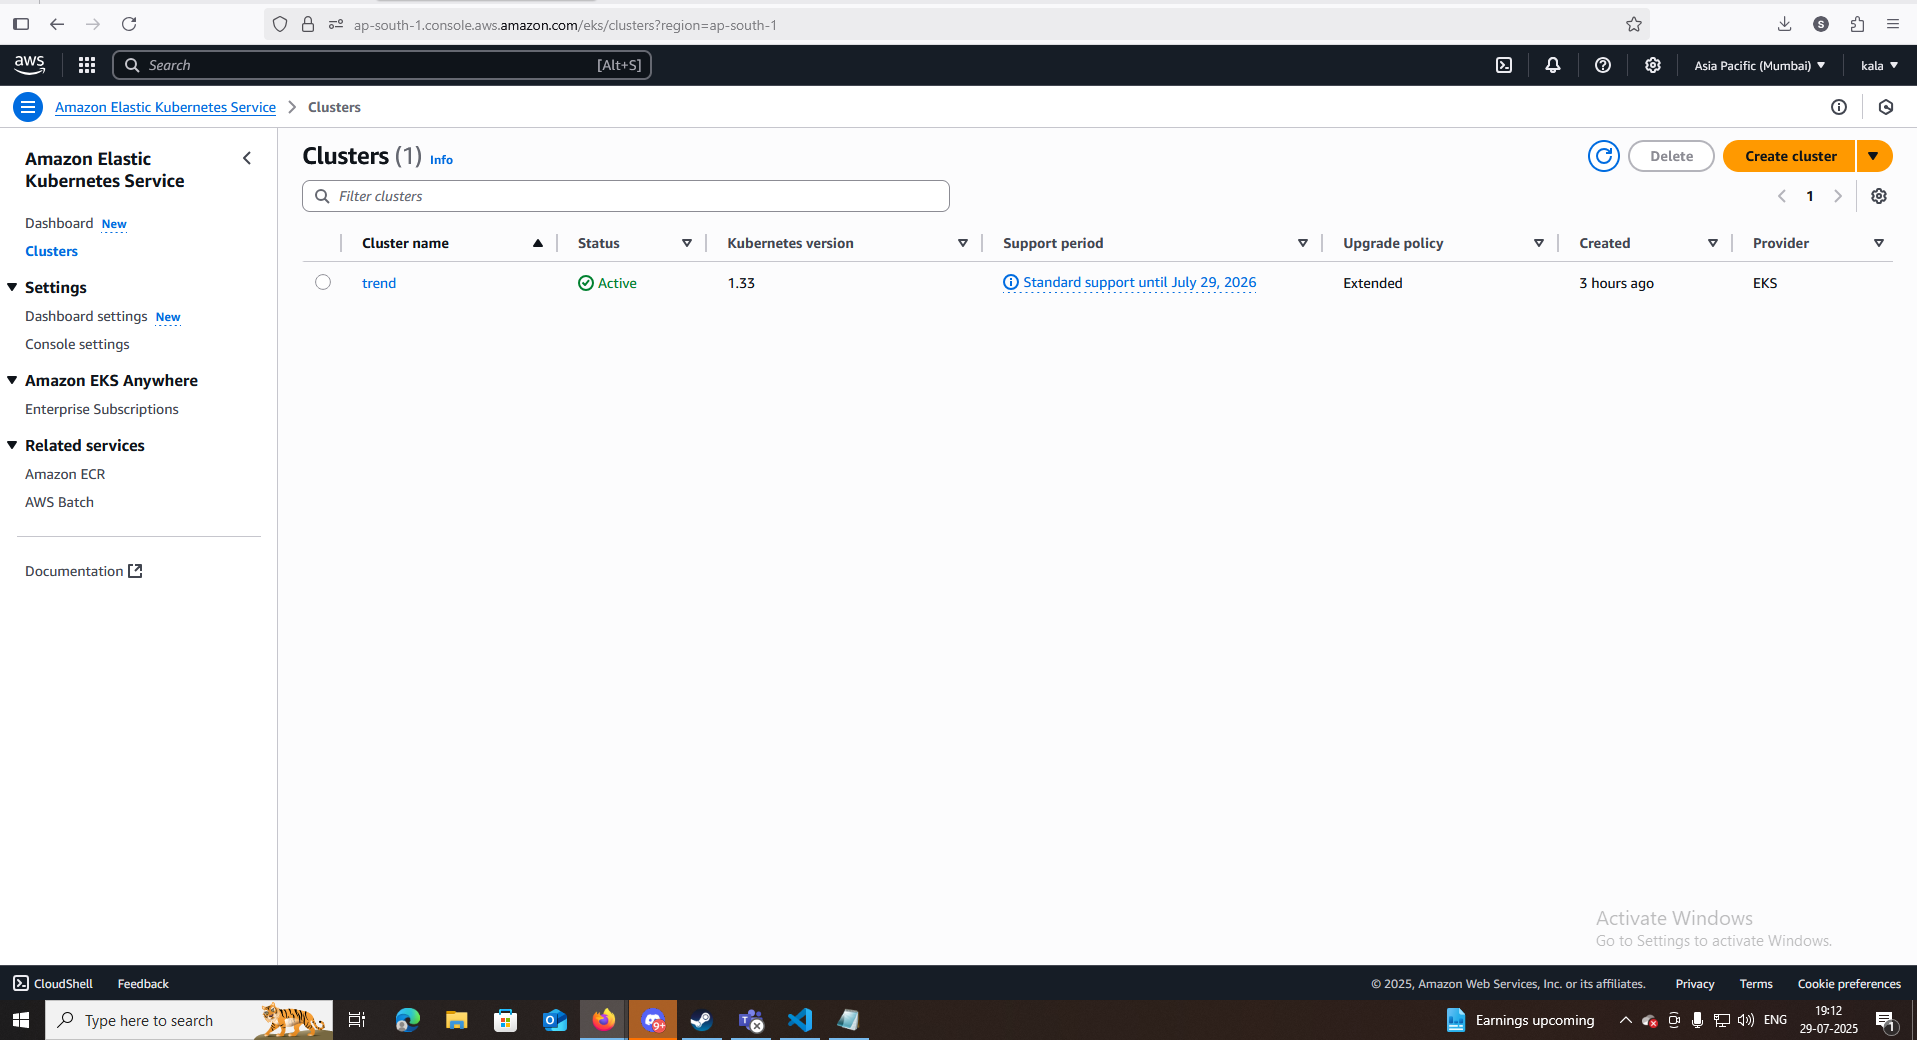 ap-south-1.console.aws.amazon.com/eks/clusters?region=ap-south-1
S
aws
Search
[Alt+S]
Asia Pacific (Mumbai)
kala
Amazon Elastic Kubernetes Service
Clusters
Amazon Elastic
Kubernetes Service
Dashboard New
Clusters
Settings
Dashboard settings New
Console settings
Amazon EKS Anywhere
Enterprise Subscriptions
Related services
Amazon ECR
AWS Batch
Documentation
Clusters (1) Info
Delete
Create cluster
Filter clusters
1
Cluster name Status Kubernetes version Support period Upgrade policy Created Provider
trend Active 1.33 Standard support until July 29, 2026 Extended 3 hours ago EKS
Activate Windows
Go to Settings to activate Windows.
CloudShell Feedback © 2025, Amazon Web Services, Inc. or its affiliates. Privacy Terms Cookie preferences
Type here to search
9+
Earnings upcoming
ENG
19:12
29-07-2025
1